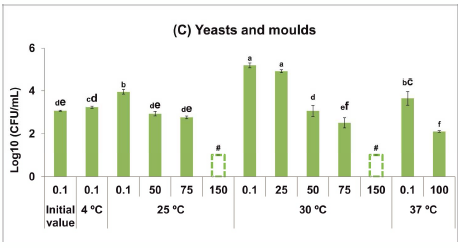 (C) Yeasts and moulds
Log10 (CFU/mL)
6
4
2
0
de
cd
b
de
de
#
a
a
d
ef
#
bc
f
0.1 0.1 0.1 50 75 150 0.1 25 50 75 150 0.1 100
Initial value 4 ºC 25 ºC 30 ºC 37 ºC